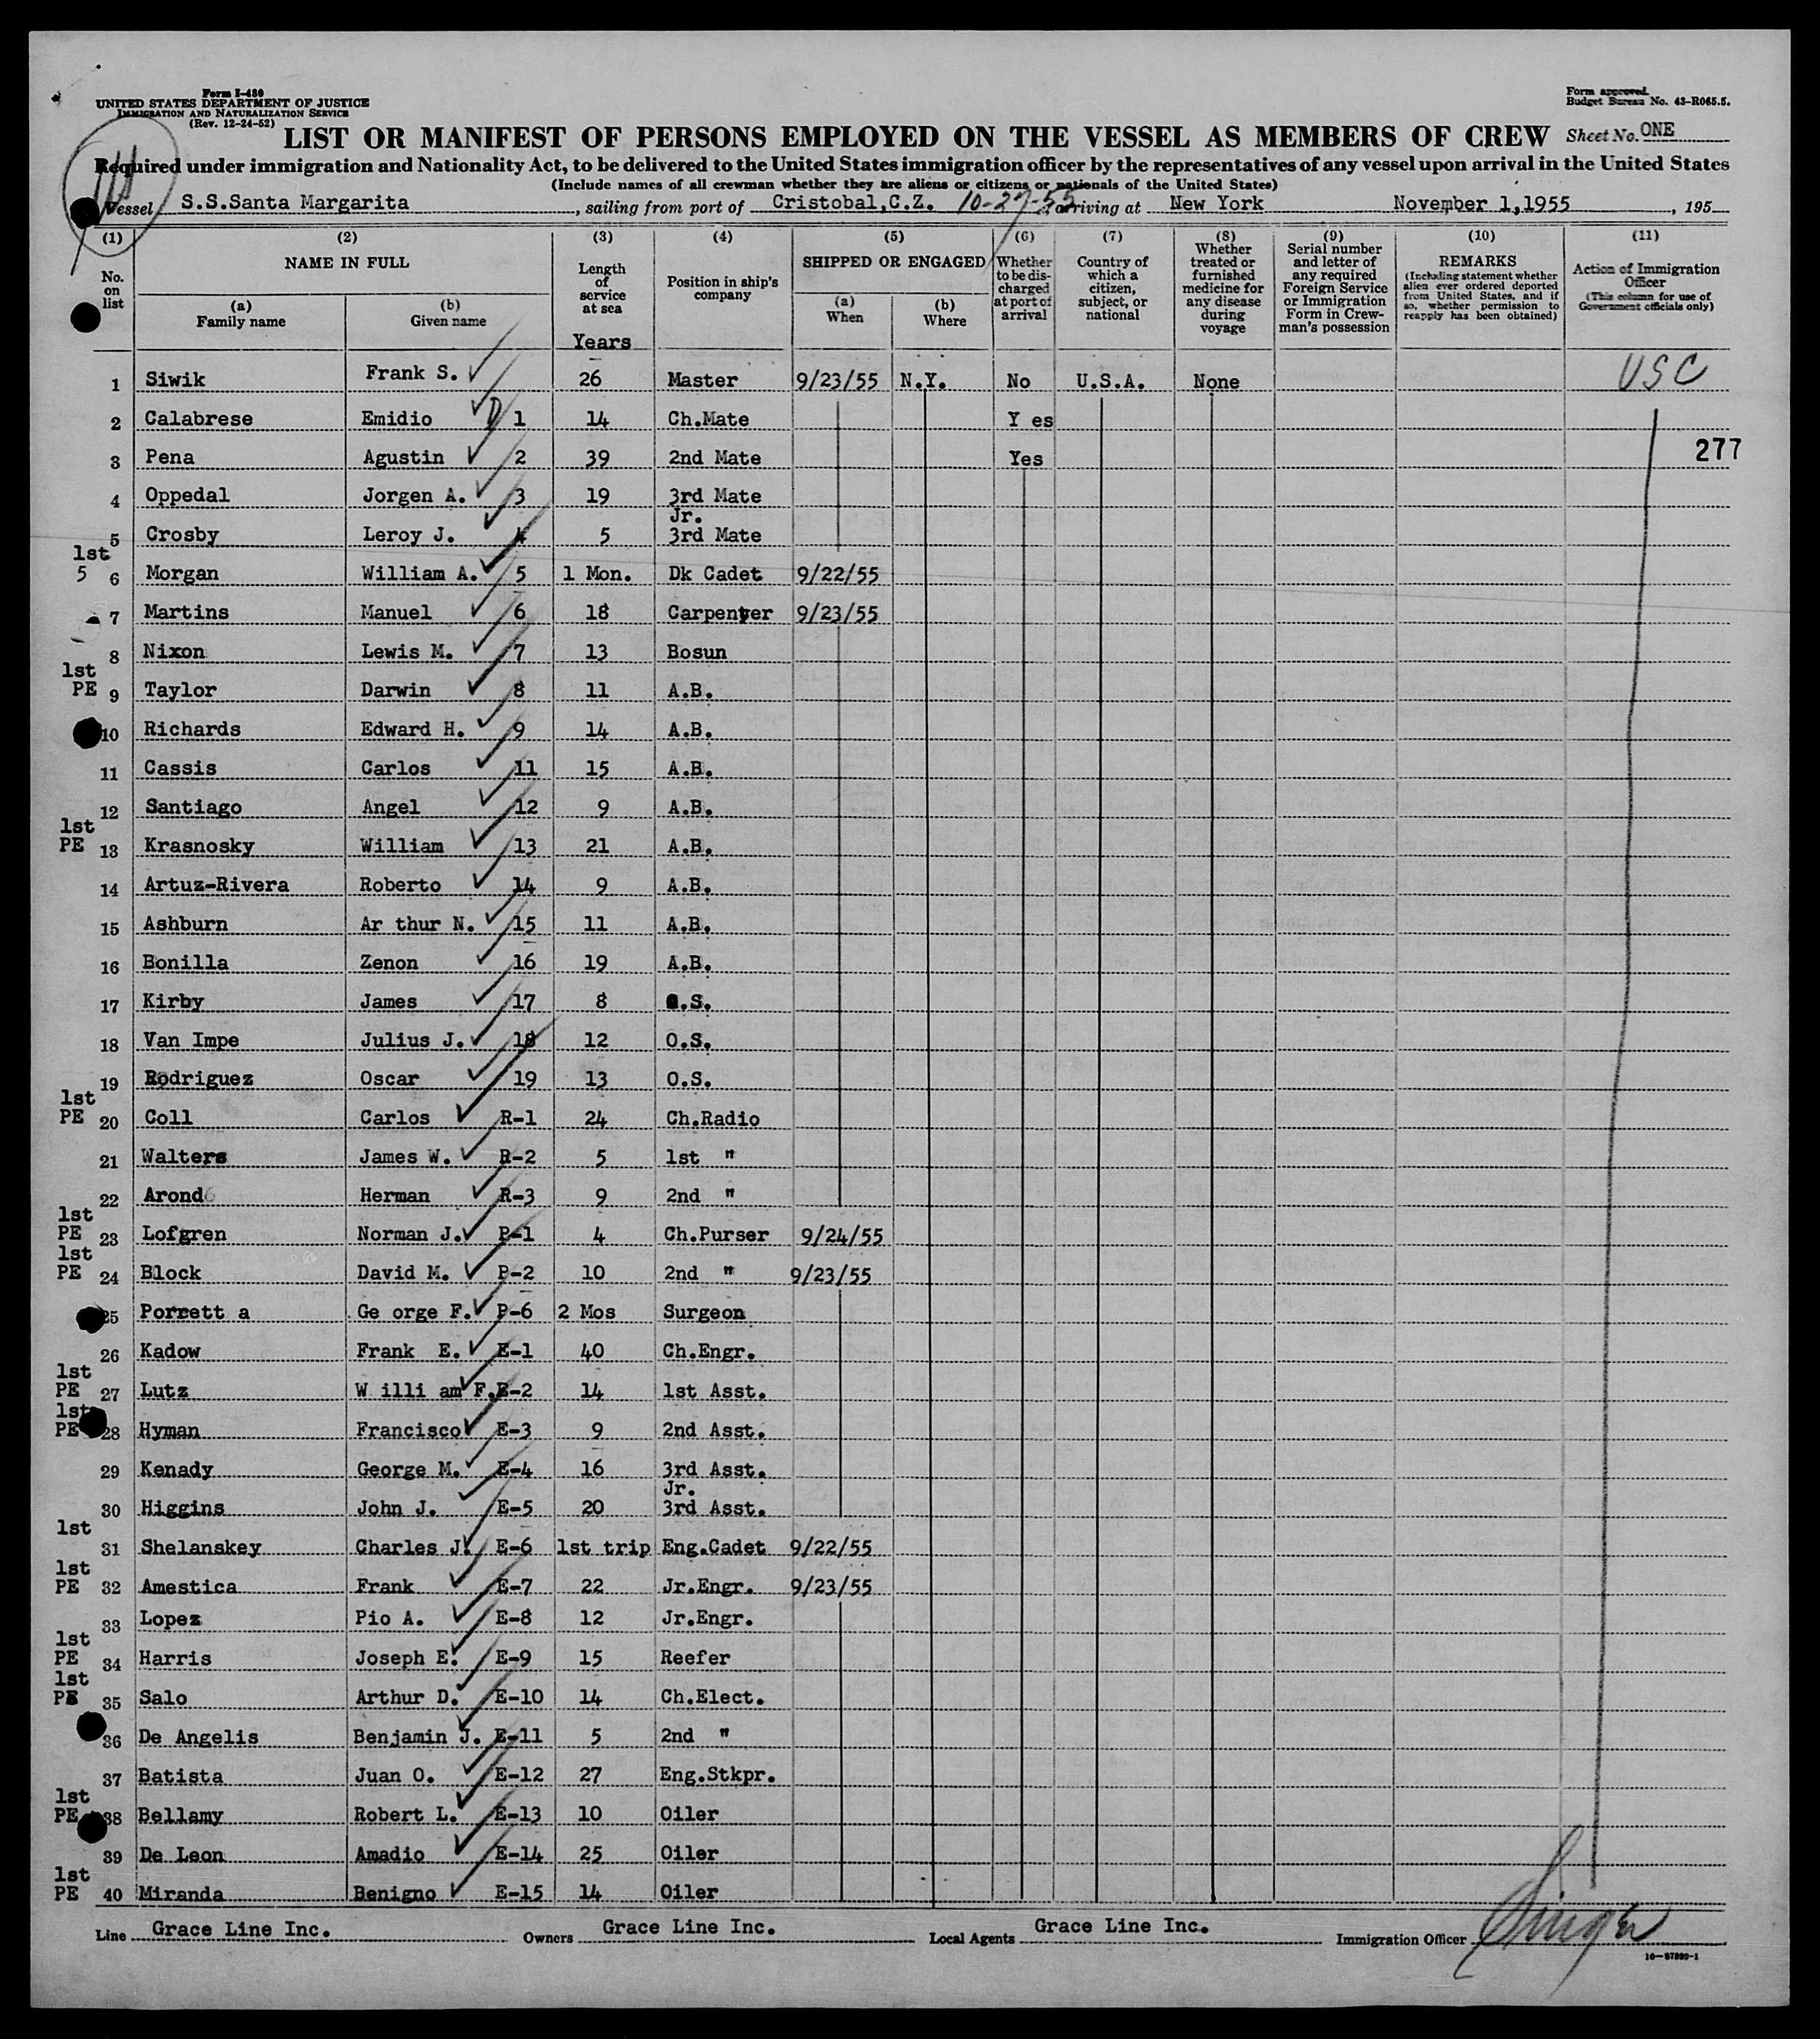 Form I-480
UNITED STATES DEPARTMENT OF JUSTICE
IMMIGRATION AND NATURALIZATION SERVICE
(Rev. 12-24-52)
Form approved.
Budget Bureau No. 43-R065.5.
LIST OR MANIFEST OF PERSONS EMPLOYED ON THE VESSEL AS MEMBERS OF CREW Sheet No. ONE
Required under immigration and Nationality Act, to be delivered to the United States immigration officer by the representatives of any vessel upon arrival in the United States
(Include names of all crewman whether they are aliens or citizens or nationals of the United States)
Vessel S.S.Santa Margarita, sailing from port of Cristobal,C.Z. 10-27-55, arriving at New York November 1,1955, 195
(1) (2) (3) (4) (5) (6) (7) (8) (9) (10) (11)
No. on list
NAME IN FULL
(a) Family name
(b) Given name
Length of service at sea
Years
Position in ship's company
SHIPPED OR ENGAGED
(a) When
(b) Where
Whether to be discharged at port of arrival
Country of which a citizen, subject, or national
Whether treated or furnished medicine for any disease during voyage
Serial number and letter of any required Foreign Service or Immigration Form in Crewman's possession
REMARKS
(Including statement whether alien ever ordered deported from United States, and if so, whether permission to reapply has been obtained)
Action of Immigration Officer
(This column for use of Government officials only)
1 Siwik Frank S. 26 Master 9/23/55 N.Y. No U.S.A. None USC
2 Calabrese Emidio D 1 14 Ch.Mate Y es
277
3 Pena Agustin 2 39 2nd Mate Yes
4 Oppedal Jorgen A. 3 19 3rd Mate
Jr.
5 Crosby Leroy J. 4 5 3rd Mate
1st
5 6 Morgan William A. 5 1 Mon. Dk Cadet 9/22/55
7 Martins Manuel 6 18 Carpenyer 9/23/55
8 Nixon Lewis M. 7 13 Bosun
1st
PE 9 Taylor Darwin 8 11 A.B.
10 Richards Edward H. 9 14 A.B.
11 Cassis Carlos 11 15 A.B.
12 Santiago Angel 12 9 A.B.
1st
PE 13 Krasnosky William 13 21 A.B.
14 Artuz-Rivera Roberto 14 9 A.B.
15 Ashburn Ar thur N. 15 11 A.B.
16 Bonilla Zenon 16 19 A.B.
17 Kirby James 17 8 O.S.
18 Van Impe Julius J. 18 12 O.S.
19 Rodriguez Oscar 19 13 O.S.
1st
PE 20 Coll Carlos R-1 24 Ch.Radio
21 Walters James W. R-2 5 1st "
22 Arond Herman R-3 9 2nd "
1st
PE 23 Lofgren Norman J. P-1 4 Ch.Purser 9/24/55
1st
PE 24 Block David M. P-2 10 2nd " 9/23/55
25 Porrett a Ge orge F. P-6 2 Mos Surgeon
26 Kadow Frank E. E-1 40 Ch.Engr.
1st
PE 27 Lutz W illi am F. E-2 14 1st Asst.
1st
PE 28 Hyman Francisco E-3 9 2nd Asst.
29 Kenady George M. E-4 16 3rd Asst.
Jr.
30 Higgins John J. E-5 20 3rd Asst.
1st
31 Shelanskey Charles J. E-6 1st trip Eng.Cadet 9/22/55
1st
PE 32 Amestica Frank E-7 22 Jr.Engr. 9/23/55
33 Lopez Pio A. E-8 12 Jr.Engr.
1st
PE 34 Harris Joseph E. E-9 15 Reefer
1st
PE 35 Salo Arthur D. E-10 14 Ch.Elect.
36 De Angelis Benjamin J. E-11 5 2nd "
37 Batista Juan O. E-12 27 Eng.Stkpr.
1st
PE 38 Bellamy Robert L. E-13 10 Oiler
39 De Leon Amadio E-14 25 Oiler
1st
PE 40 Miranda Benigno E-15 14 Oiler
Line Grace Line Inc. Owners Grace Line Inc. Local Agents Grace Line Inc. Immigration Officer Singer